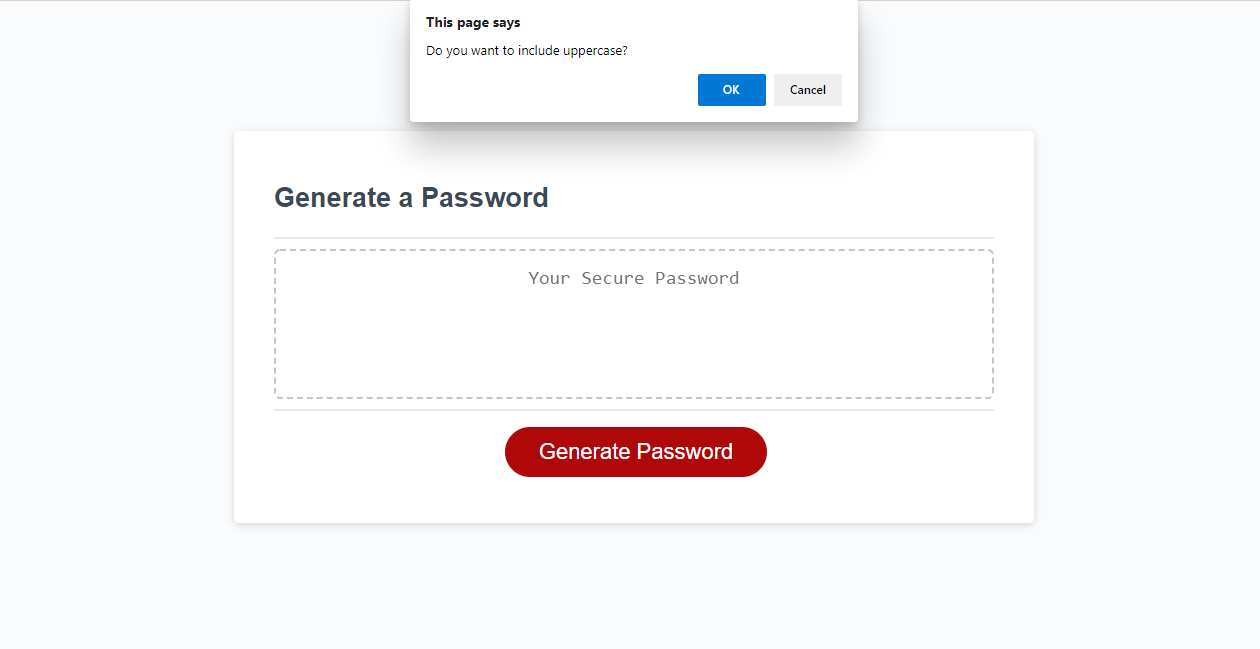 This page says
Do you want to include uppercase?
OK Cancel
Generate a Password
Your Secure Password
Generate Password